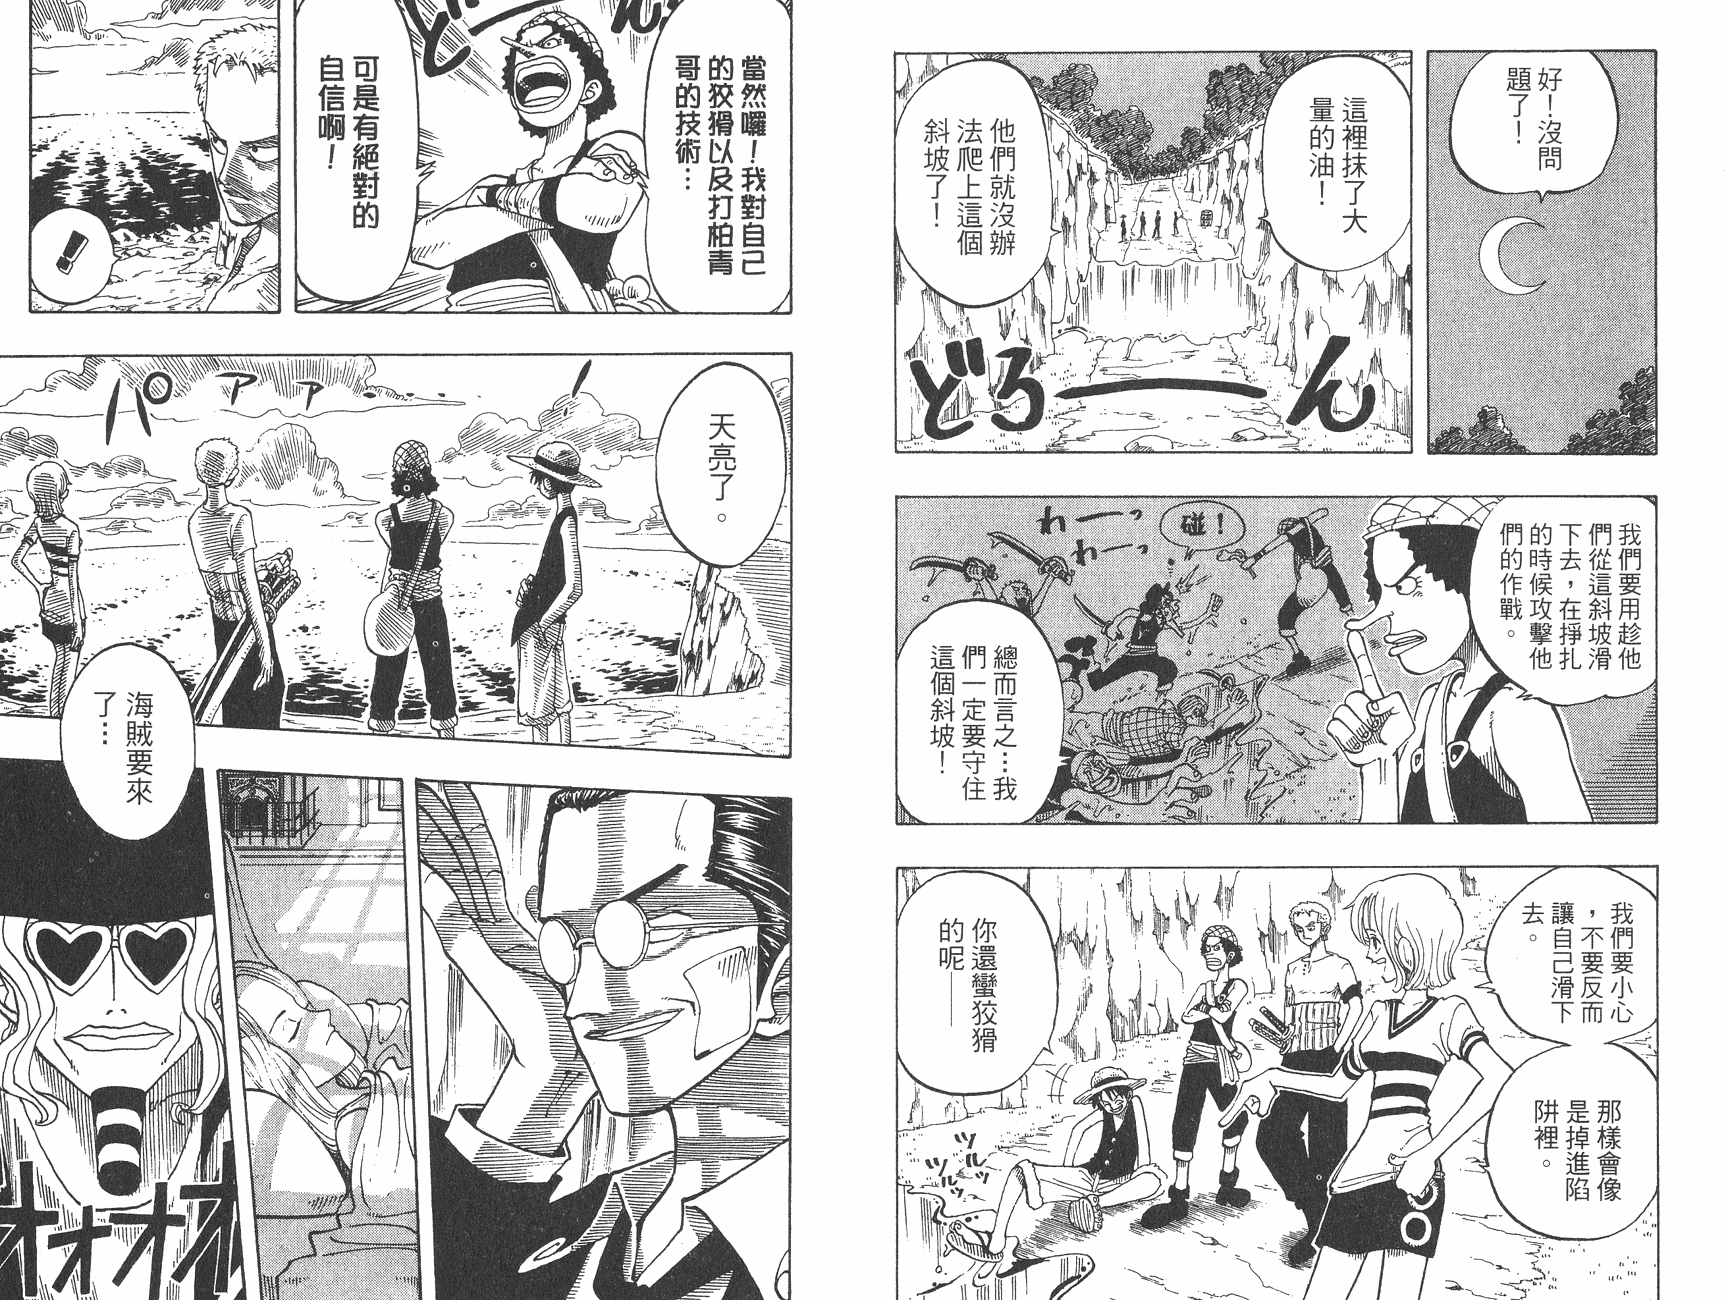 好！沒問
題了！
這裡抹了大
量的油！
他們就沒辦
法爬上這個
斜坡了！
どろーん
我們要用趁他
們從這斜坡滑
下去，在掙扎
的時候攻擊他
們的作戰。
碰！
わーっ
わーっ
總而言之…我
們一定要守住
這個斜坡！
我們要小心
，不要反而
讓自己滑下
去。
那樣會像
是掉進陷
阱裡。
你還蠻狡猾
的呢——
ツルッ
ツルッ
どーん
當然囉！我對自己
的狡猾以及打柏青
哥的技術…
可是有絕對的
自信啊！
！
パァァ
天亮了。
海賊要來
了…
オオオオ